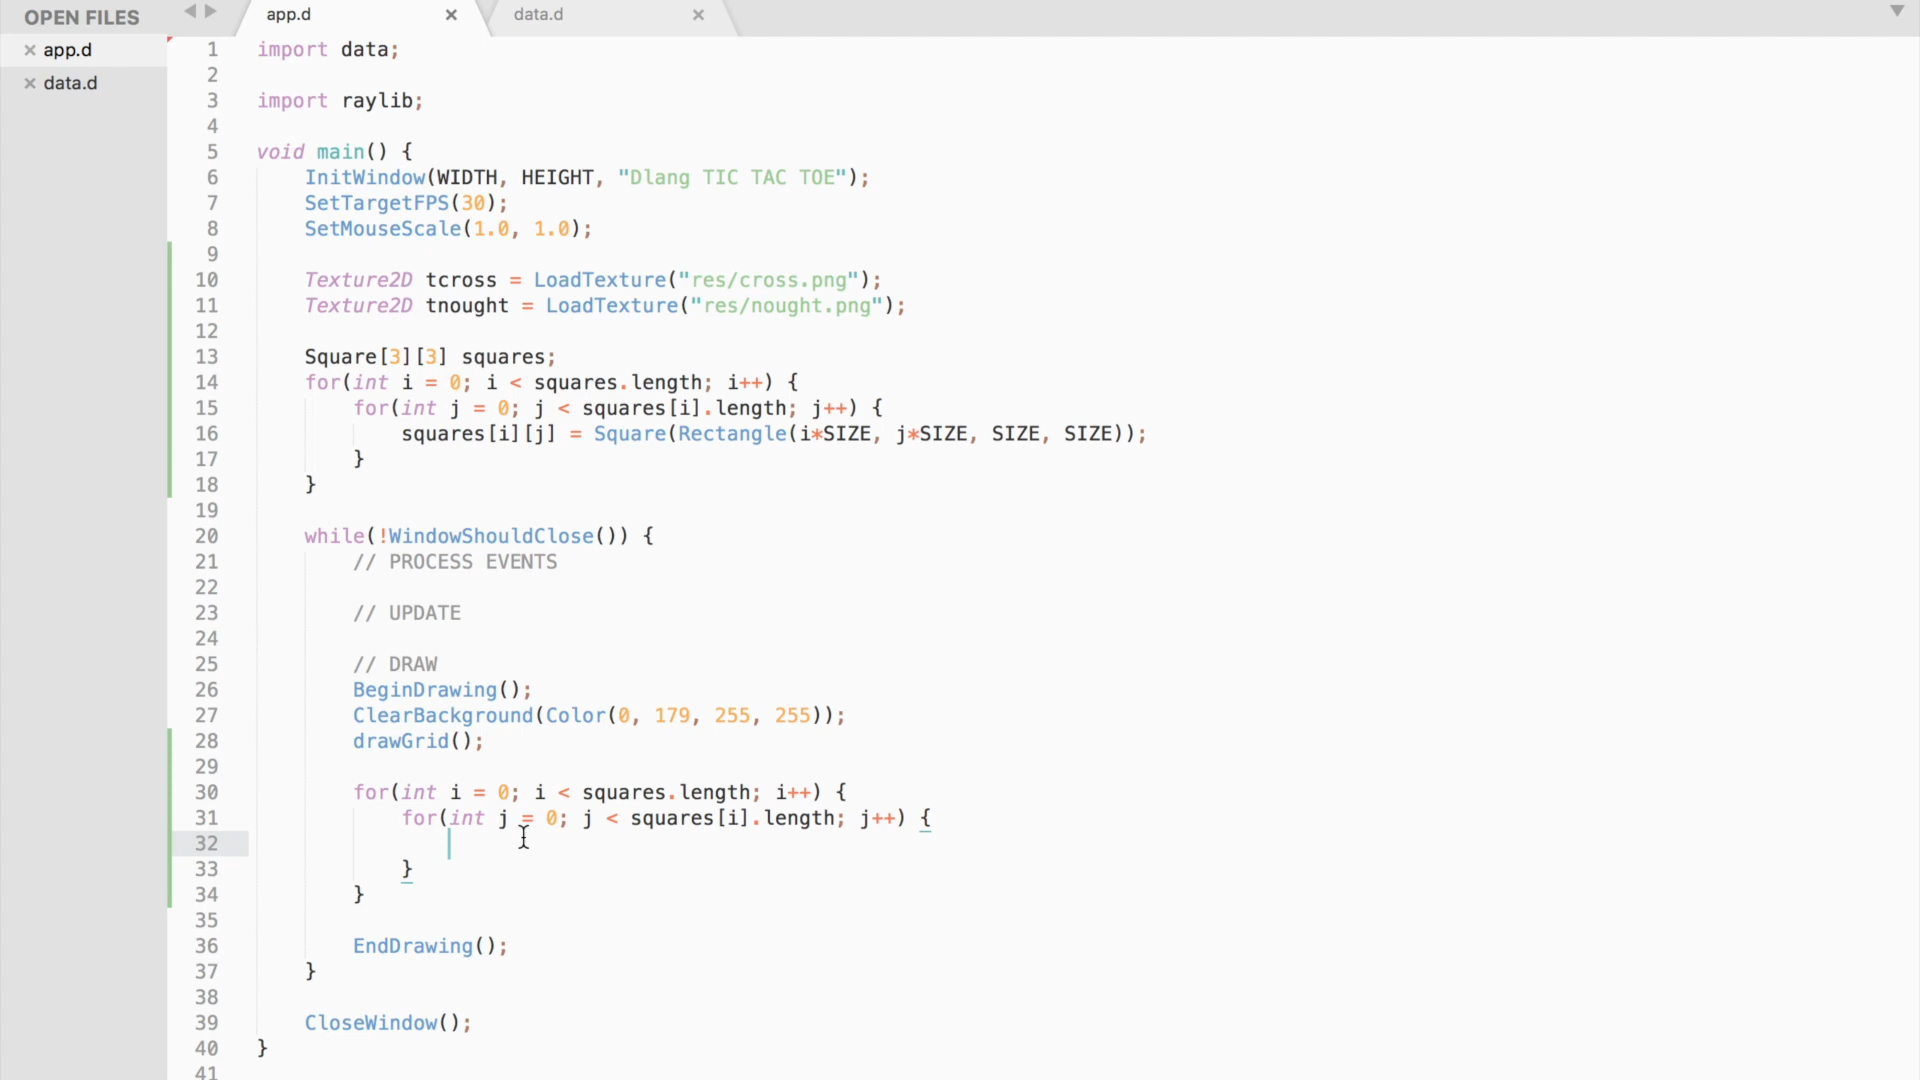 OPEN FILES
app.d
data.d
app.d
data.d
1 import data;
2
3 import raylib;
4
5 void main() {
6 InitWindow(WIDTH, HEIGHT, "Dlang TIC TAC TOE");
7 SetTargetFPS(30);
8 SetMouseScale(1.0, 1.0);
9
10 Texture2D tcross = LoadTexture("res/cross.png");
11 Texture2D tnought = LoadTexture("res/nought.png");
12
13 Square[3][3] squares;
14 for(int i = 0; i < squares.length; i++) {
15 for(int j = 0; j < squares[i].length; j++) {
16 squares[i][j] = Square(Rectangle(i*SIZE, j*SIZE, SIZE, SIZE));
17 }
18 }
19
20 while(!WindowShouldClose()) {
21 // PROCESS EVENTS
22
23 // UPDATE
24
25 // DRAW
26 BeginDrawing();
27 ClearBackground(Color(0, 179, 255, 255));
28 drawGrid();
29
30 for(int i = 0; i < squares.length; i++) {
31 for(int j = 0; j < squares[i].length; j++) {
32
33 }
34 }
35
36 EndDrawing();
37 }
38
39 CloseWindow();
40 }
41